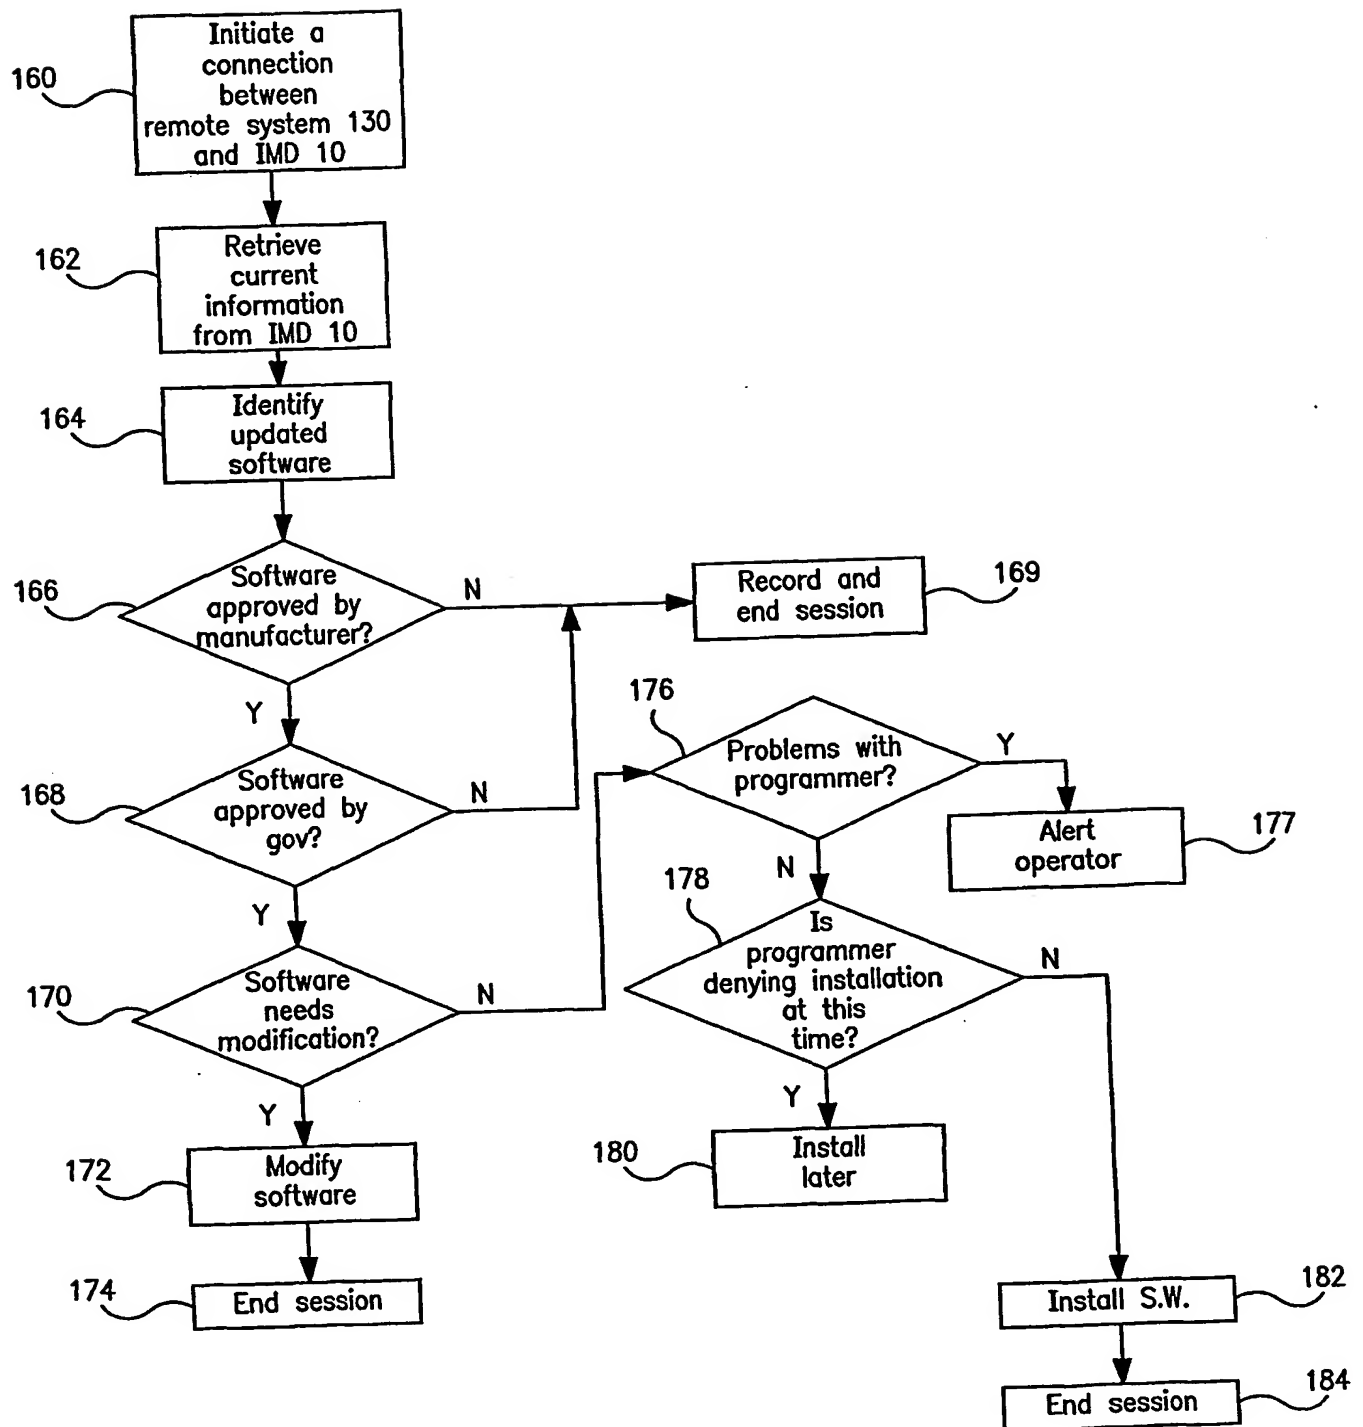 160
Initiate a
connection
between
remote system 130
and IMD 10
162
Retrieve
current
information
from IMD 10
164
Identify
updated
software
166
Software
approved by
manufacturer?
N
Y
Record and
end session
169
168
Software
approved by
gov?
N
Y
170
Software
needs
modification?
N
Y
172
Modify
software
174
End session
176
Problems with
programmer?
Y
N
Alert
operator
177
178
Is
programmer
denying installation
at this
time?
N
Y
180
Install
later
Install S.W.
182
End session
184